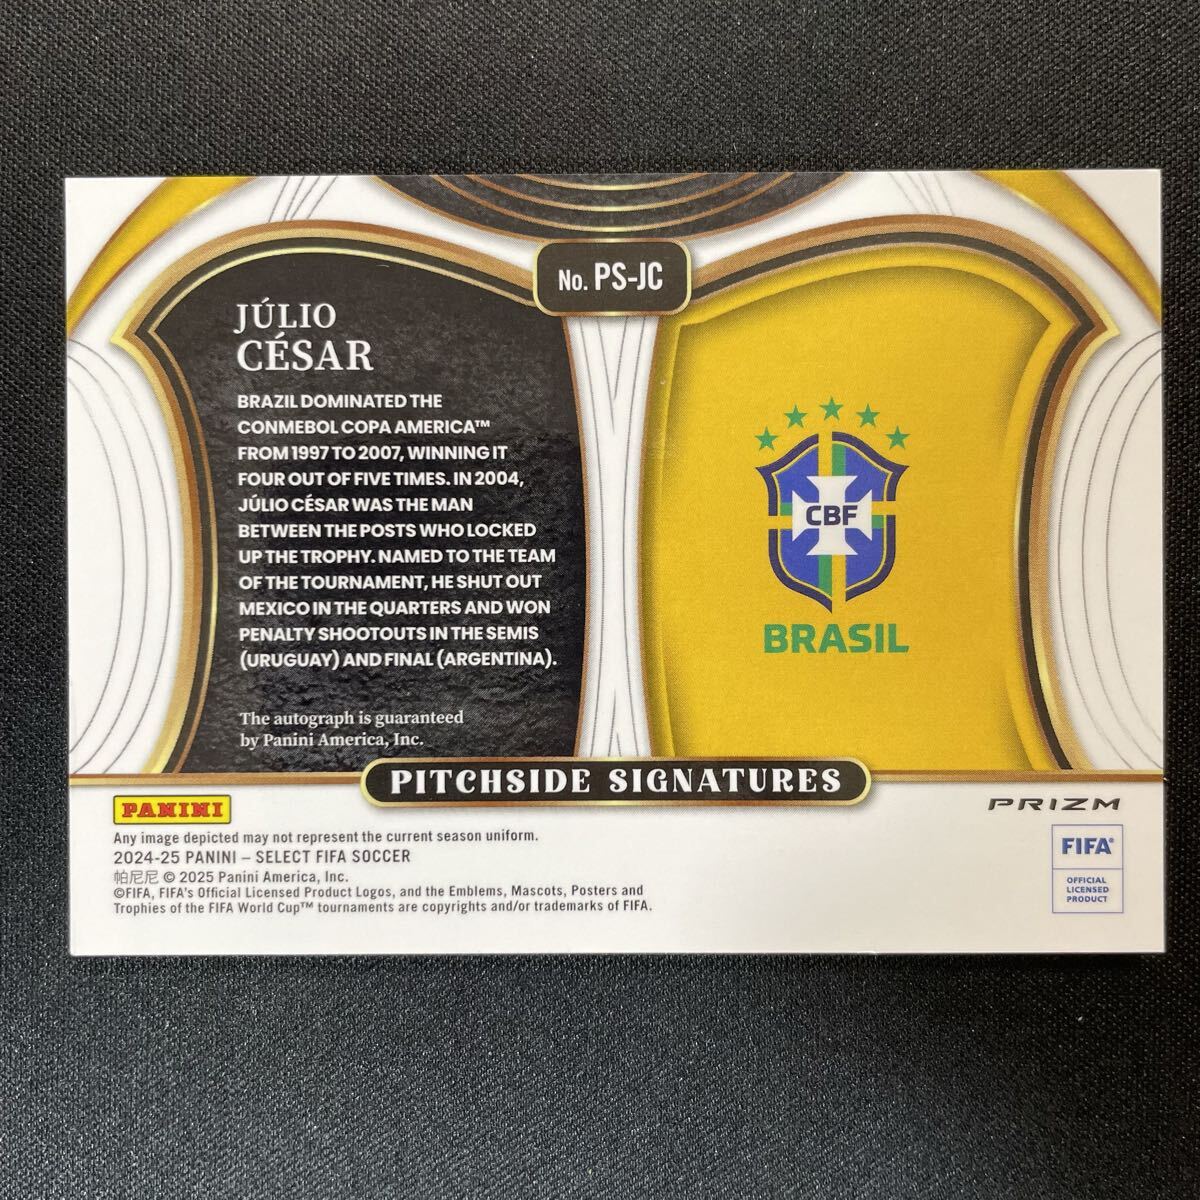 No. PS-JC
JÚLIO
CÉSAR
BRAZIL DOMINATED THE
CONMEBOL COPA AMERICA™
FROM 1997 TO 2007, WINNING IT
FOUR OUT OF FIVE TIMES. IN 2004,
JÚLIO CÉSAR WAS THE MAN
BETWEEN THE POSTS WHO LOCKED
UP THE TROPHY. NAMED TO THE TEAM
OF THE TOURNAMENT, HE SHUT OUT
MEXICO IN THE QUARTERS AND WON
PENALTY SHOOTOUTS IN THE SEMIS
(URUGUAY) AND FINAL (ARGENTINA).
The autograph is guaranteed
by Panini America, Inc.
CBF
BRASIL
PITCHSIDE SIGNATURES
PANINI
Any image depicted may not represent the current season uniform.
2024-25 PANINI – SELECT FIFA SOCCER
帕尼尼 © 2025 Panini America, Inc.
©FIFA, FIFA's Official Licensed Product Logos, and the Emblems, Mascots, Posters and
Trophies of the FIFA World Cup™ tournaments are copyrights and/or trademarks of FIFA.
PRIZM
FIFA®
OFFICIAL
LICENSED
PRODUCT